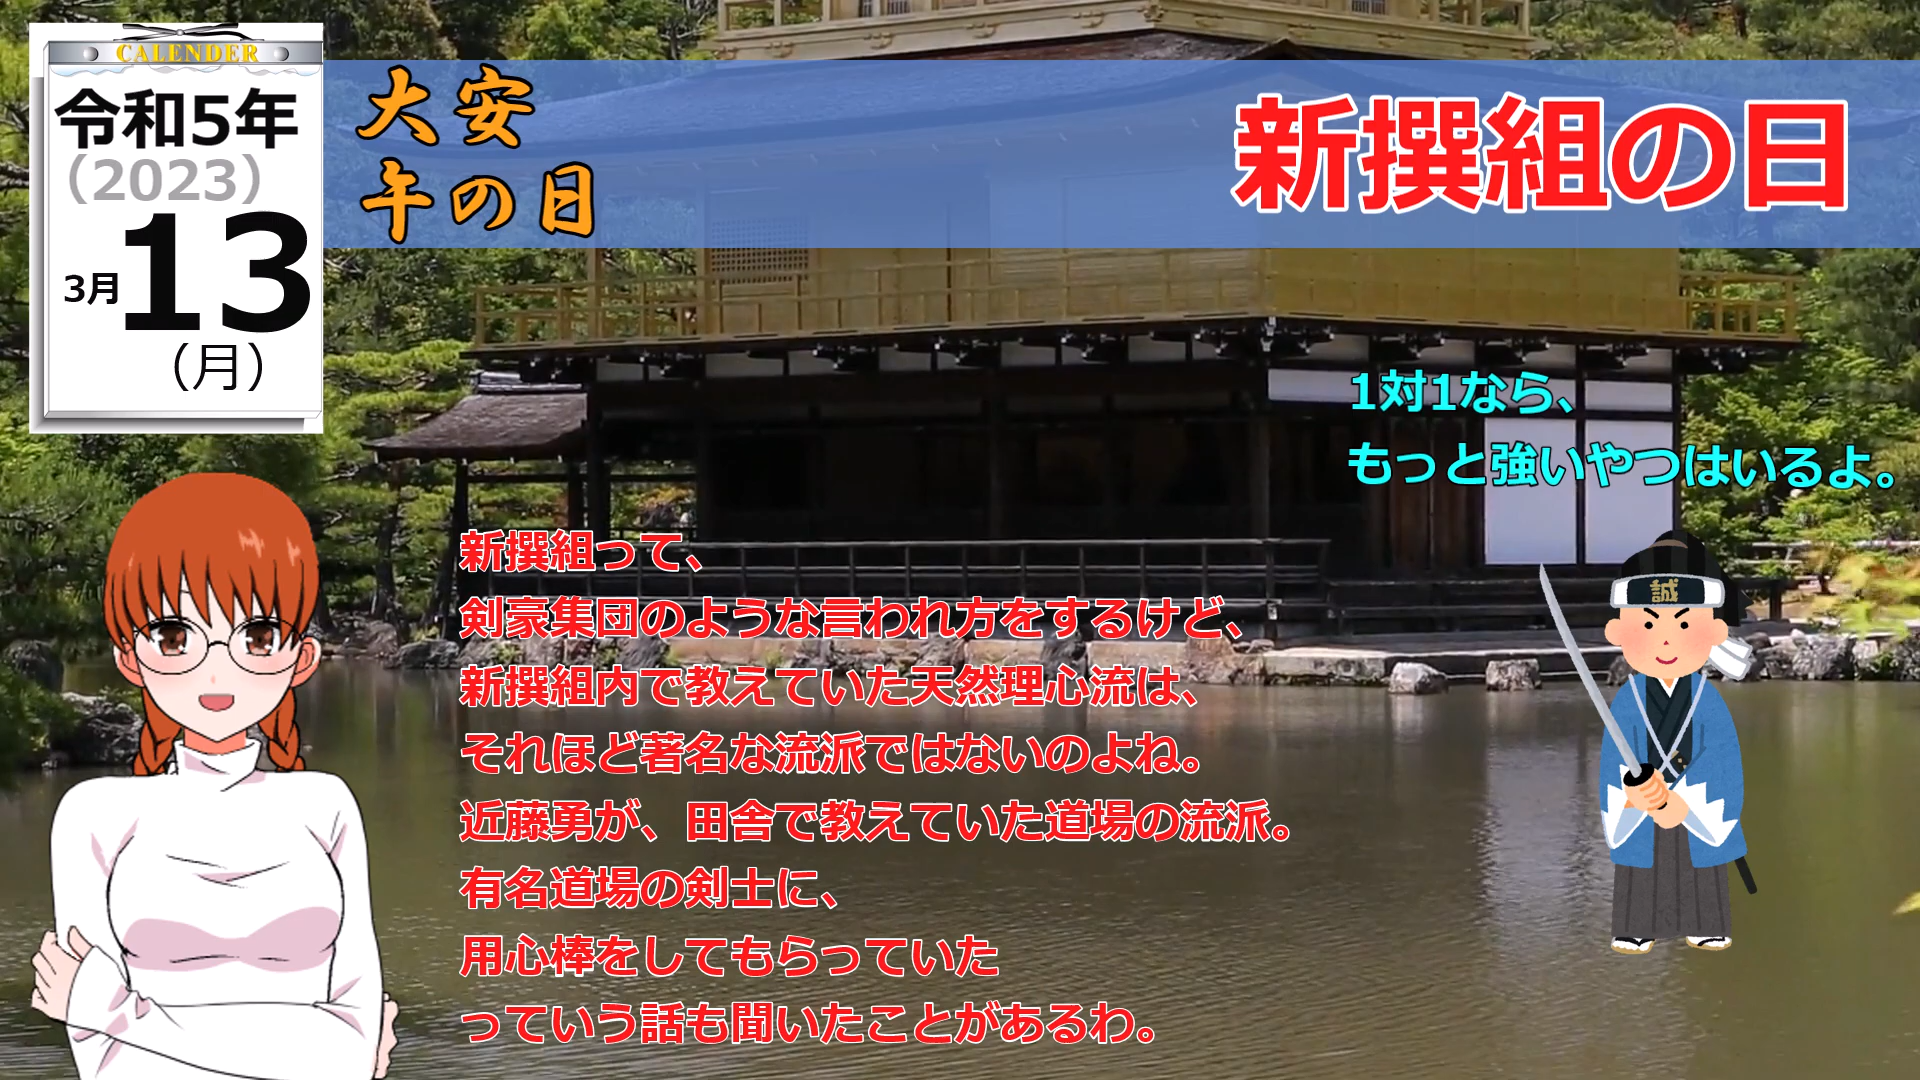 CALENDER
令和5年
（2023）
3月
13
（月）
大安
午の日
新撰組の日
1対1なら、
もっと強いやつはいるよ。
誠
新撰組って、
剣豪集団のような言われ方をするけど、
新撰組内で教えていた天然理心流は、
それほど著名な流派ではないのよね。
近藤勇が、田舎で教えていた道場の流派。
有名道場の剣士に、
用心棒をしてもらっていた
っていう話も聞いたことがあるわ。